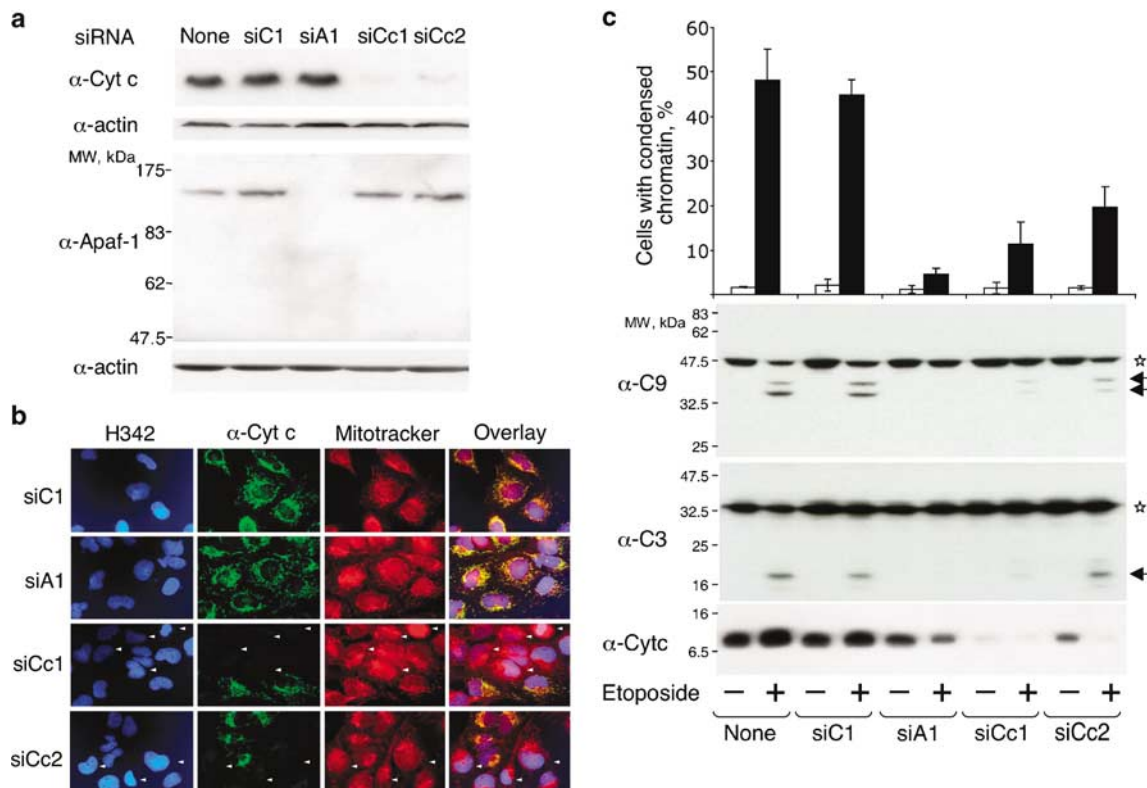 a
siRNA None siC1 siA1 siCc1 siCc2
α-Cyt c
α-actin
MW, kDa
175-
α-Apaf-1
83-
62-
47.5-
α-actin
b
H342 α-Cyt c Mitotracker Overlay
siC1
siA1
siCc1
siCc2
c
Cells with condensed
chromatin, %
60
50
40
30
20
10
MW, kDa
83-
62-
47.5-
α-C9
32.5-
25-
47.5-
32.5-
α-C3
25-
16-
16-
α-Cytc
6.5-
Etoposide − + − + − + − + − +
None siC1 siA1 siCc1 siCc2